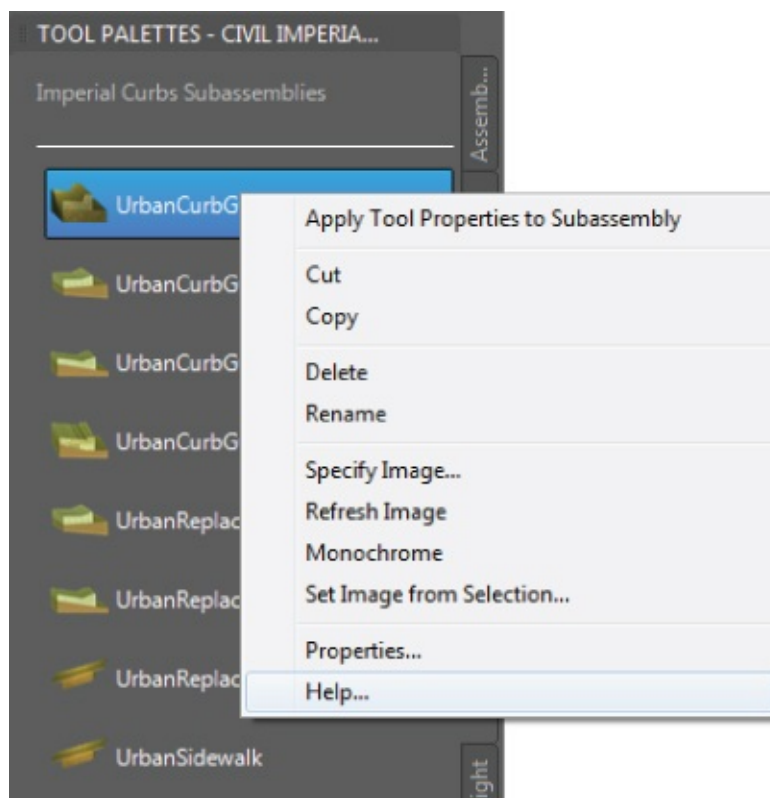 TOOL PALETTES - CIVIL IMPERIA...
Imperial Curbs Subassemblies
Assemb...
UrbanCurbG
Apply Tool Properties to Subassembly
Cut
UrbanCurbG
Copy
UrbanCurbG
Delete
Rename
UrbanCurbG
Specify Image...
Refresh Image
UrbanReplac
Monochrome
Set Image from Selection...
UrbanReplac
Properties...
UrbanReplac
Help...
UrbanSidewalk
ight